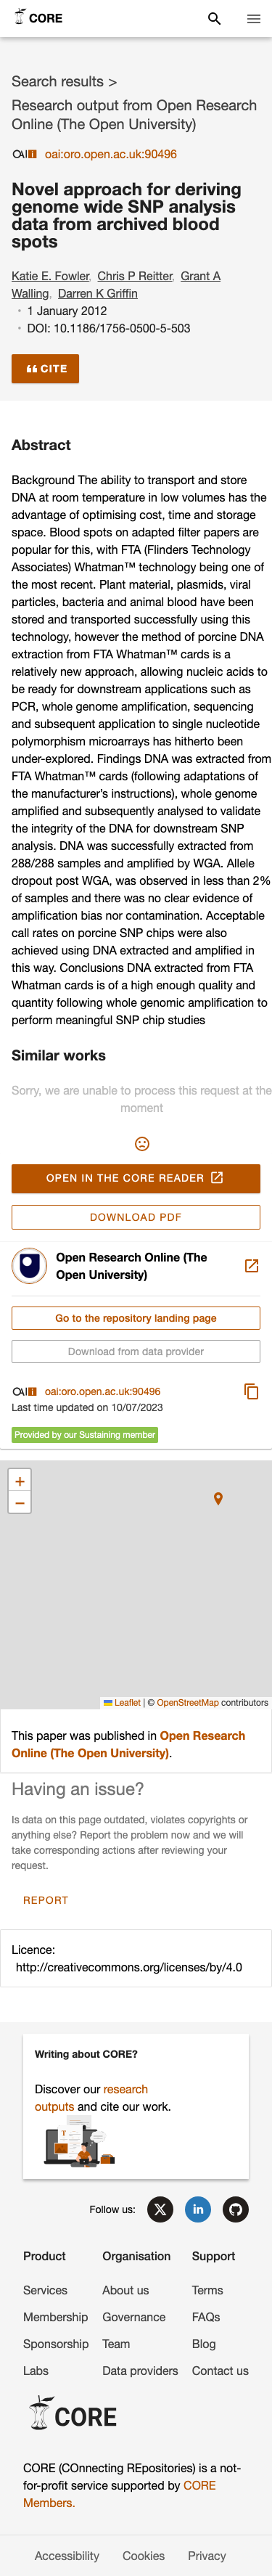 CORE
Search results >
Research output from Open Research
Online (The Open University)
OAI oai:oro.open.ac.uk:90496
Novel approach for deriving
genome wide SNP analysis
data from archived blood
spots
Katie E. Fowler, Chris P Reitter, Grant A
Walling, Darren K Griffin
• 1 January 2012
• DOI: 10.1186/1756-0500-5-503
CITE
Abstract
Background The ability to transport and store
DNA at room temperature in low volumes has the
advantage of optimising cost, time and storage
space. Blood spots on adapted filter papers are
popular for this, with FTA (Flinders Technology
Associates) Whatman™ technology being one of
the most recent. Plant material, plasmids, viral
particles, bacteria and animal blood have been
stored and transported successfully using this
technology, however the method of porcine DNA
extraction from FTA Whatman™ cards is a
relatively new approach, allowing nucleic acids to
be ready for downstream applications such as
PCR, whole genome amplification, sequencing
and subsequent application to single nucleotide
polymorphism microarrays has hitherto been
under-explored. Findings DNA was extracted from
FTA Whatman™ cards (following adaptations of
the manufacturer’s instructions), whole genome
amplified and subsequently analysed to validate
the integrity of the DNA for downstream SNP
analysis. DNA was successfully extracted from
288/288 samples and amplified by WGA. Allele
dropout post WGA, was observed in less than 2%
of samples and there was no clear evidence of
amplification bias nor contamination. Acceptable
call rates on porcine SNP chips were also
achieved using DNA extracted and amplified in
this way. Conclusions DNA extracted from FTA
Whatman cards is of a high enough quality and
quantity following whole genomic amplification to
perform meaningful SNP chip studies
Similar works
Sorry, we are unable to process this request at the
moment
OPEN IN THE CORE READER
DOWNLOAD PDF
Open Research Online (The
Open University)
Go to the repository landing page
Download from data provider
OAI oai:oro.open.ac.uk:90496
Last time updated on 10/07/2023
Provided by our Sustaining member
+
−
Leaflet | © OpenStreetMap contributors
This paper was published in Open Research
Online (The Open University).
Having an issue?
Is data on this page outdated, violates copyrights or
anything else? Report the problem now and we will
take corresponding actions after reviewing your
request.
REPORT
Licence:
http://creativecommons.org/licenses/by/4.0
Writing about CORE?
Discover our research
outputs and cite our work.
Follow us:
Product Organisation Support
Services About us Terms
Membership Governance FAQs
Sponsorship Team Blog
Labs Data providers Contact us
CORE
CORE (COnnecting REpositories) is a not-
for-profit service supported by CORE
Members.
Accessibility Cookies Privacy